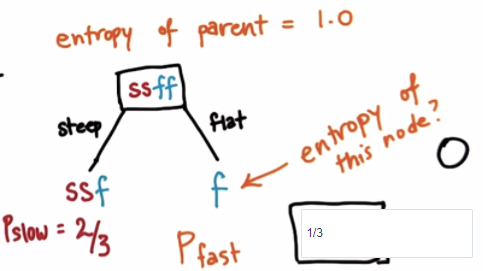 entropy of parent = 1.0
ssff
steep
flat
entropy of
this node?
ssf
f
Pslow = 2/3
Pfast
1/3